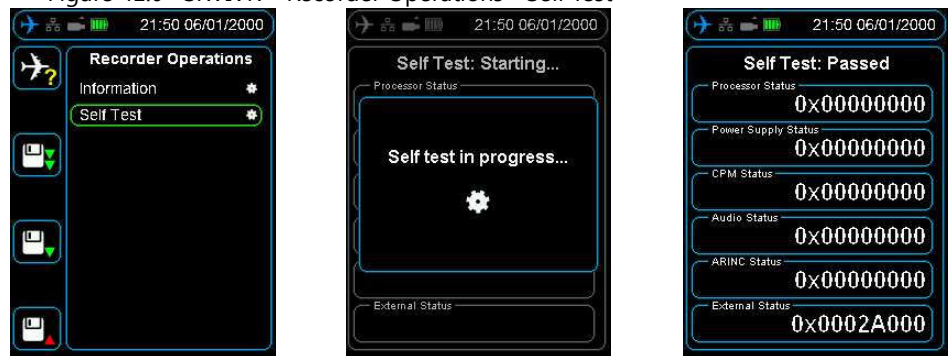 Recorder Operations - Self Test
21:50 06/01/2000
Recorder Operations
Information
Self Test
21:50 06/01/2000
Self Test: Starting...
Processor Status
Self test in progress...
External Status
21:50 06/01/2000
Self Test: Passed
Processor Status
0x00000000
Power Supply Status
0x00000000
CPM Status
0x00000000
Audio Status
0x00000000
ARINC Status
0x00000000
External Status
0x0002A000